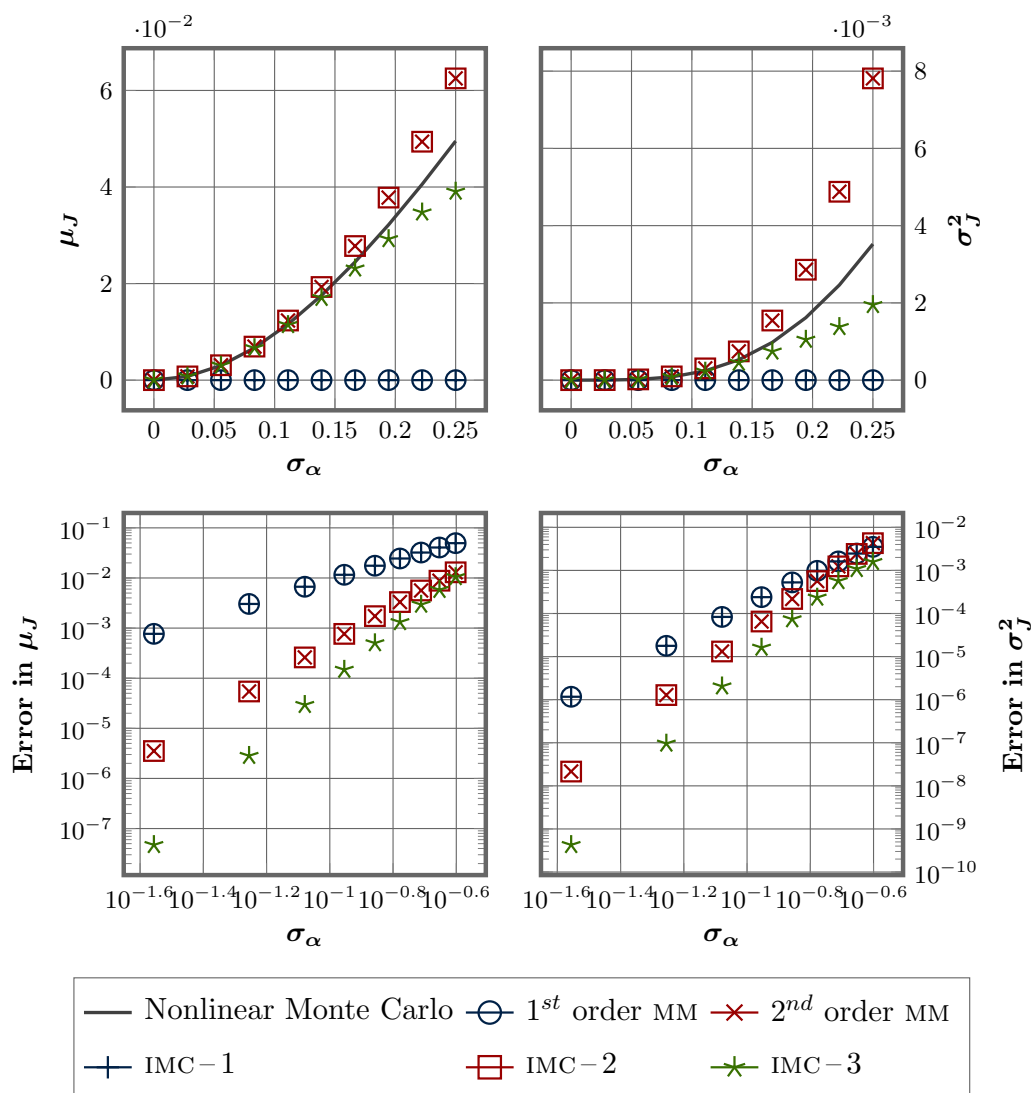 ·10⁻²
·10⁻³
6
4
2
0
μ_J
8
6
4
2
0
σ²_J
0 0.05 0.1 0.15 0.2 0.25
0 0.05 0.1 0.15 0.2 0.25
σ_α
σ_α
10⁻¹
10⁻²
10⁻³
10⁻⁴
10⁻⁵
10⁻⁶
10⁻⁷
Error in μ_J
10⁻²
10⁻³
10⁻⁴
10⁻⁵
10⁻⁶
10⁻⁷
10⁻⁸
10⁻⁹
10⁻¹⁰
Error in σ²_J
10⁻¹·⁶ 10⁻¹·⁴ 10⁻¹·² 10⁻¹ 10⁻⁰·⁸ 10⁻⁰·⁶
10⁻¹·⁶ 10⁻¹·⁴ 10⁻¹·² 10⁻¹ 10⁻⁰·⁸ 10⁻⁰·⁶
σ_α
σ_α
Nonlinear Monte Carlo 1ˢᵗ order MM 2ⁿᵈ order MM
IMC–1 IMC–2 IMC–3